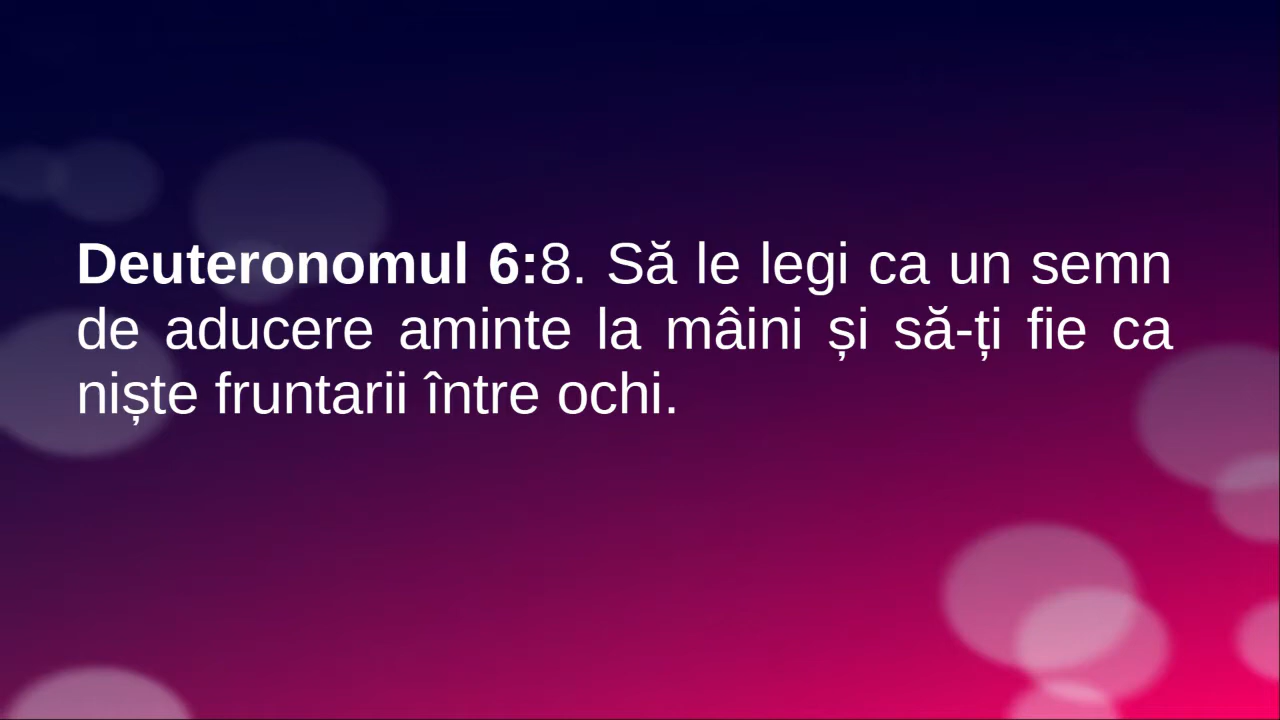 Deuteronomul 6:8. Să le legi ca un semn
de aducere aminte la mâini și să-ți fie ca
niște fruntarii între ochi.